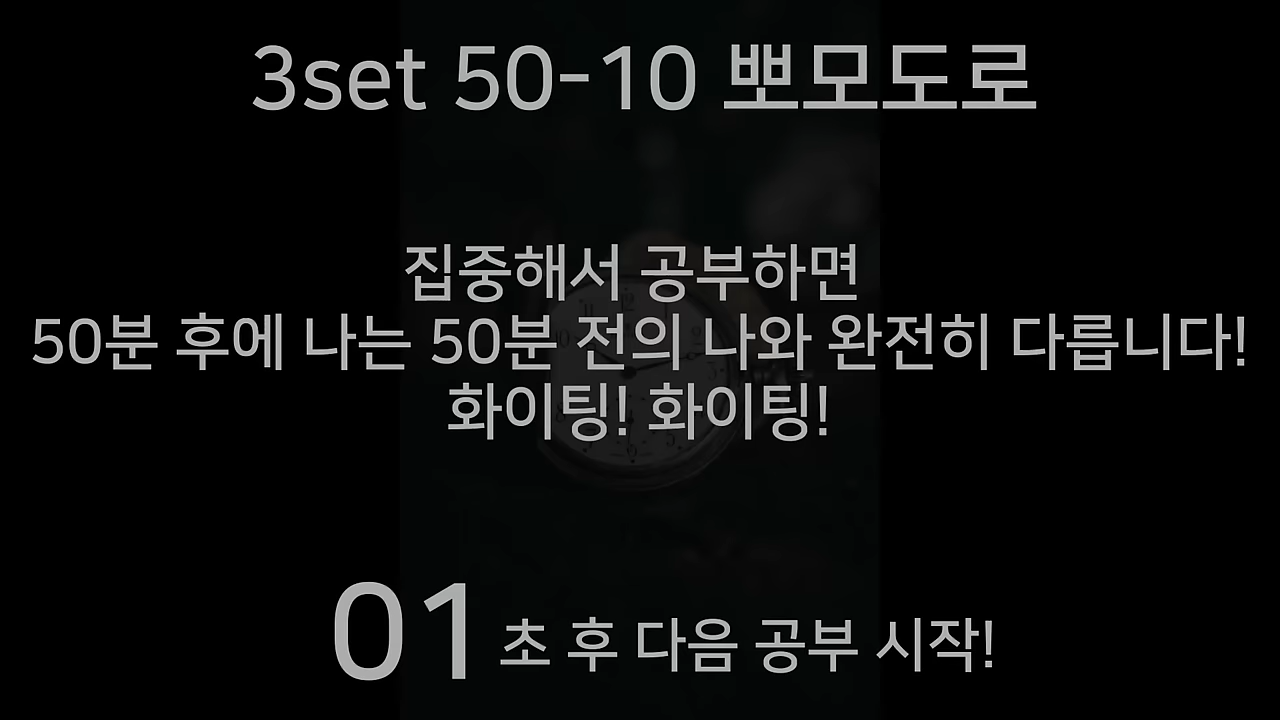 3set 50-10 뽀모도로
집중해서 공부하면
50분 후에 나는 50분 전의 나와 완전히 다릅니다!
화이팅! 화이팅!
01 초 후 다음 공부 시작!